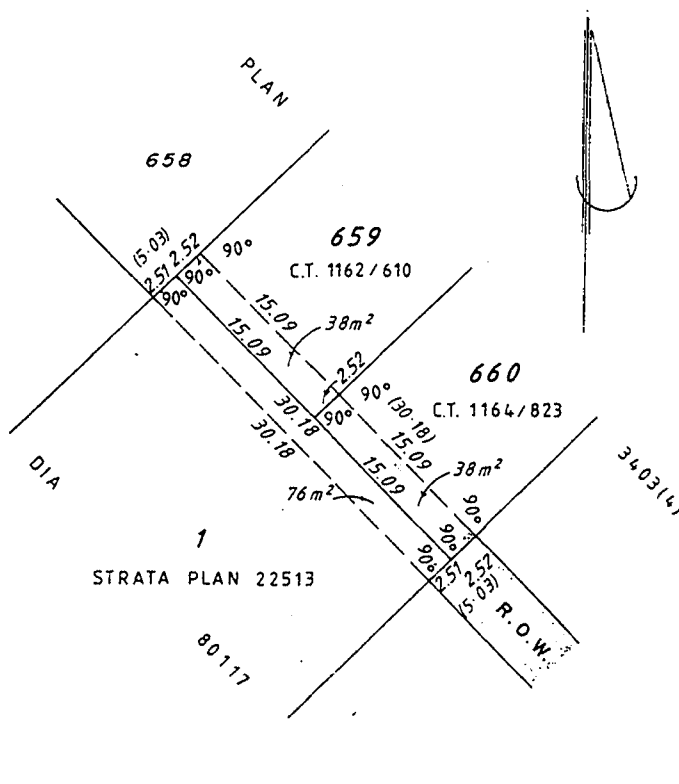 PLAN
658
(5·03)
2.51 2.52
90°
90°
90°
659
C.T. 1162/610
15.09
38m²
15.09
2.52
90°
660
C.T. 1164/823
(30·18)
15.09
90°
30.18
30.18
15.09
38m²
76m²
90°
90°
90°
3403(4)
DIA
1
STRATA PLAN 22513
2.51 2.52
(5·03)
R.O.W.
80117